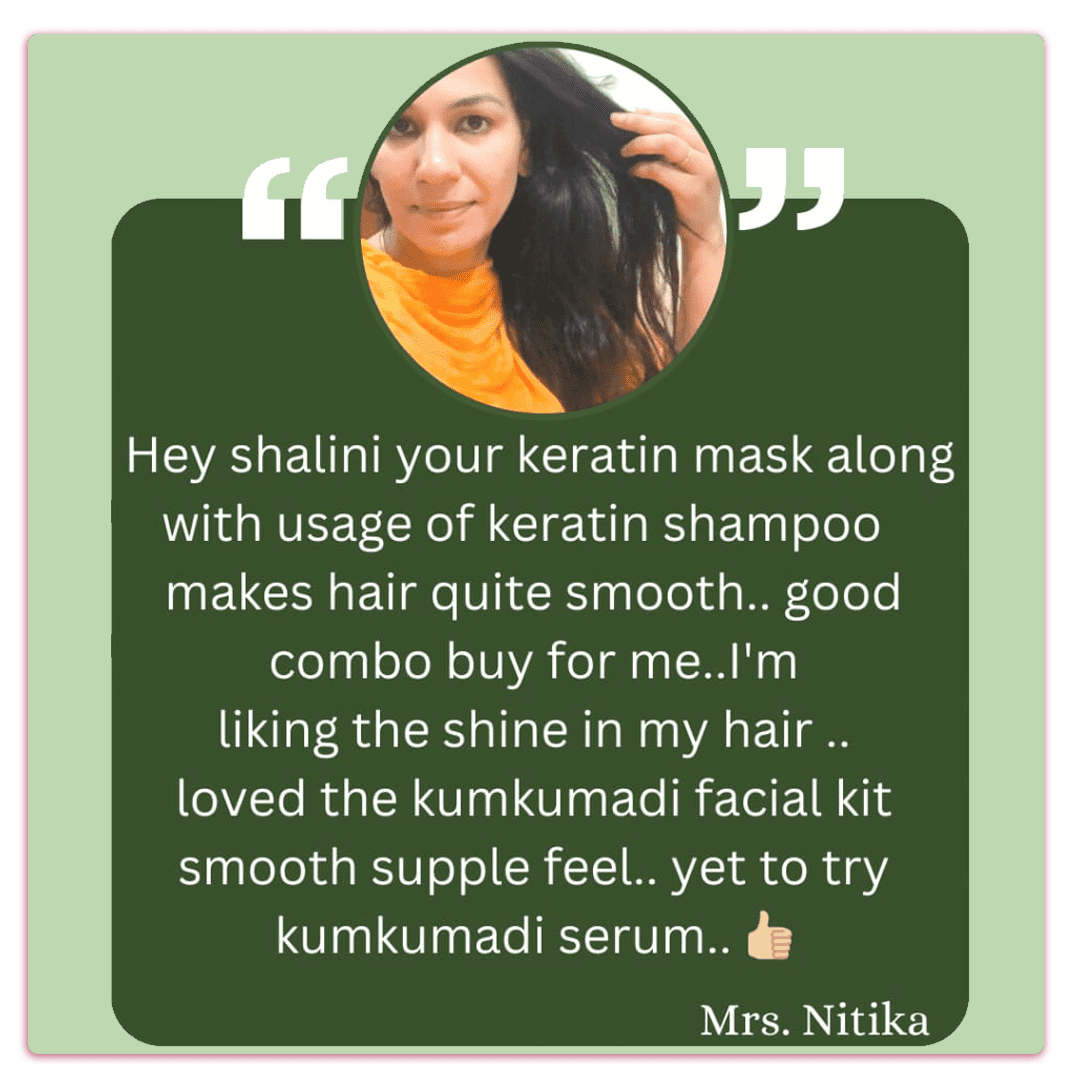 “ ”
Hey shalini your keratin mask along
with usage of keratin shampoo
makes hair quite smooth.. good
combo buy for me..I'm
liking the shine in my hair ..
loved the kumkumadi facial kit
smooth supple feel.. yet to try
kumkumadi serum.. 👍🏼
Mrs. Nitika